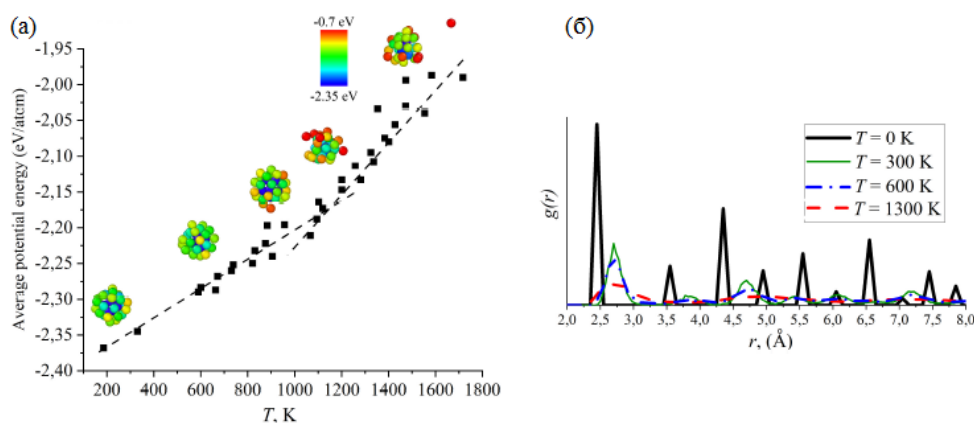 (а)
(б)
-0.7 eV
-2.35 eV
Average potential energy (eV/atcm)
-1,95
-2,00
-2,05
-2,10
-2,15
-2,20
-2,25
-2,30
-2,35
-2,40
200 400 600 800 1000 1200 1400 1600 1800
T, K
g(r)
T = 0 K
T = 300 K
T = 600 K
T = 1300 K
2,0 2,5 3,0 3,5 4,0 4,5 5,0 5,5 6,0 6,5 7,0 7,5 8,0
r, (Å)